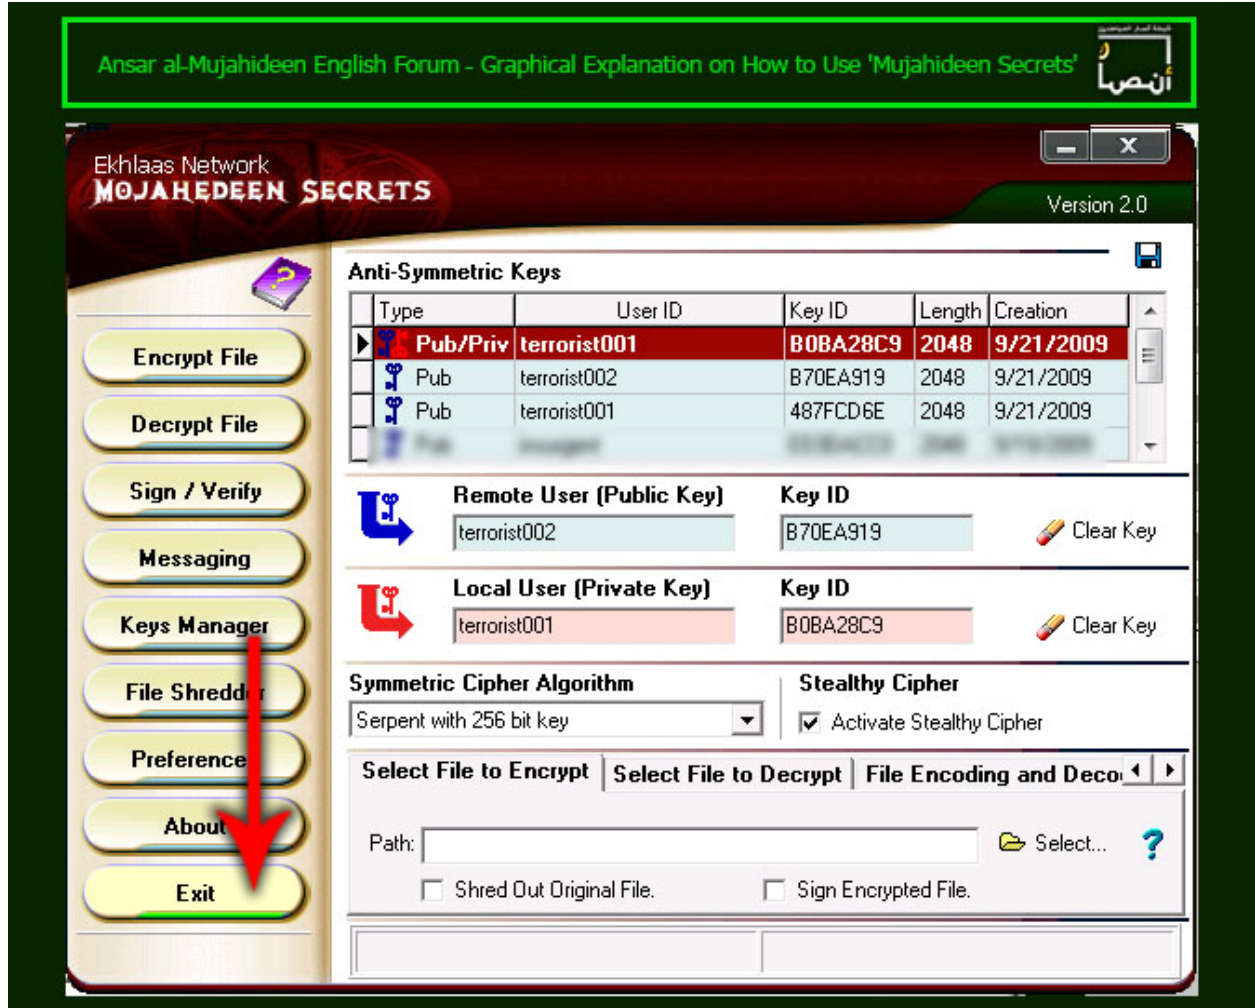 Ansar al-Mujahideen English Forum - Graphical Explanation on How to Use 'Mujahideen Secrets'
أنصار
Ekhlaas Network
MOJAHEDEEN SECRETS
Version 2.0
Encrypt File
Decrypt File
Sign / Verify
Messaging
Keys Manager
File Shredder
Preference
About
Exit
Anti-Symmetric Keys
Type User ID Key ID Length Creation
Pub/Priv terrorist001 B0BA28C9 2048 9/21/2009
Pub terrorist002 B70EA919 2048 9/21/2009
Pub terrorist001 487FCD6E 2048 9/21/2009
Remote User (Public Key) Key ID
terrorist002 B70EA919 Clear Key
Local User (Private Key) Key ID
terrorist001 B0BA28C9 Clear Key
Symmetric Cipher Algorithm Stealthy Cipher
Serpent with 256 bit key Activate Stealthy Cipher
Select File to Encrypt Select File to Decrypt File Encoding and Deco
Path: Select...
Shred Out Original File. Sign Encrypted File.